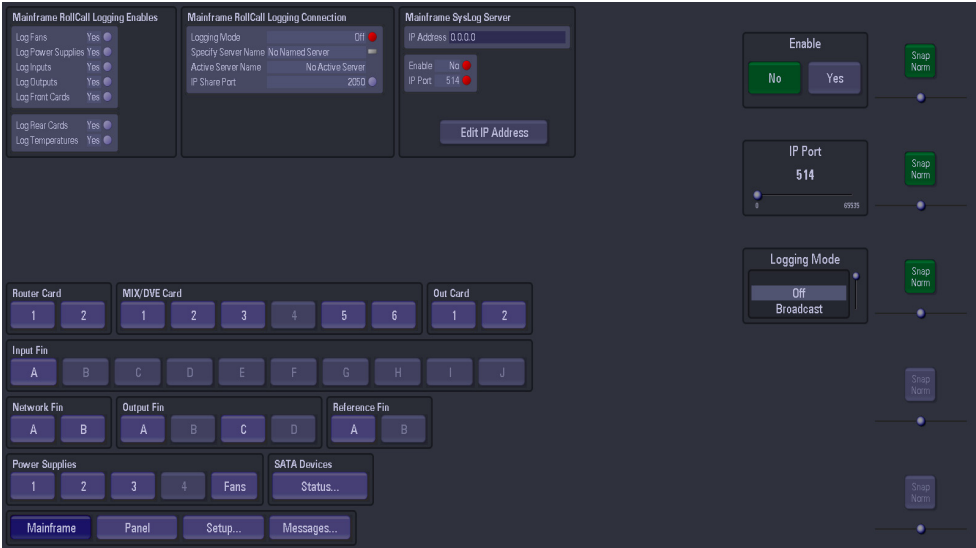 Mainframe RollCall Logging Enables
Log Fans Yes
Log Power Supplies Yes
Log Inputs Yes
Log Outputs Yes
Log Front Cards Yes
Log Rear Cards Yes
Log Temperatures Yes
Mainframe RollCall Logging Connection
Logging Mode Off
Specify Server Name No Named Server
Active Server Name No Active Server
IP Share Port 2050
Mainframe SysLog Server
IP Address 0.0.0.0
Enable No
IP Port 514
Edit IP Address
Enable
No Yes
Snap
Norm
IP Port
514
0 65535
Snap
Norm
Logging Mode
Off
Broadcast
Snap
Norm
Snap
Norm
Snap
Norm
Router Card
1 2
MIX/DVE Card
1 2 3 4 5 6
Out Card
1 2
Input Fin
A B C D E F G H I J
Network Fin
A B
Output Fin
A B C D
Reference Fin
A B
Power Supplies
1 2 3 4 Fans
SATA Devices
Status...
Mainframe Panel Setup... Messages...